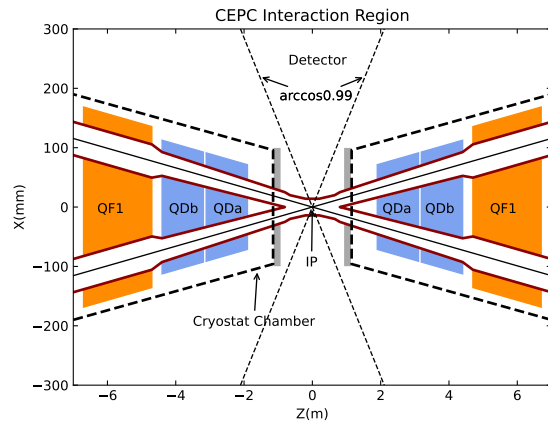 CEPC Interaction Region
300
200
100
0
−100
−200
−300
X(mm)
Detector
arccos0.99
QF1
QDb
QDa
QDa
QDb
QF1
IP
Cryostat Chamber
−6
−4
−2
0
2
4
6
Z(m)